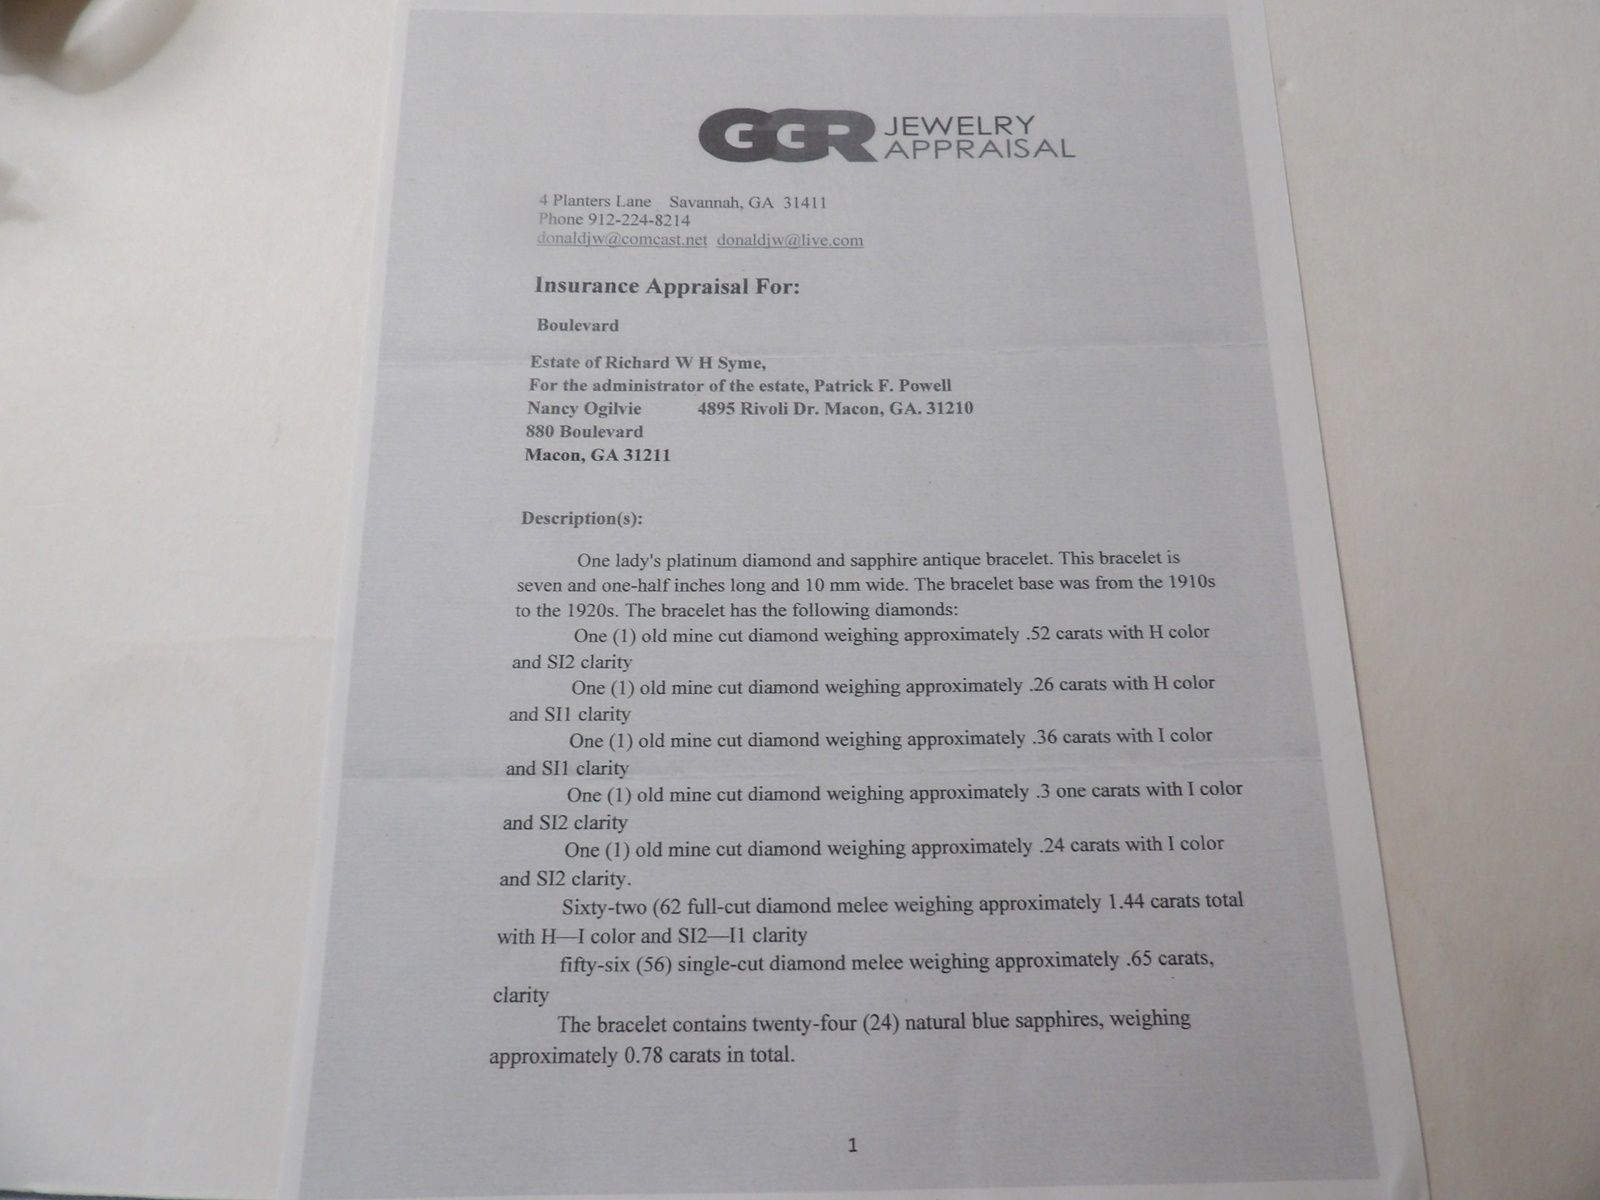 GGR JEWELRY
APPRAISAL
4 Planters Lane Savannah, GA 31411
Phone 912-224-8214
donaldjw@comcast.net donaldjw@live.com
Insurance Appraisal For:
Boulevard
Estate of Richard W H Syme,
For the administrator of the estate, Patrick F. Powell
Nancy Ogilvie 4895 Rivoli Dr. Macon, GA. 31210
880 Boulevard
Macon, GA 31211
Description(s):
One lady's platinum diamond and sapphire antique bracelet. This bracelet is
seven and one-half inches long and 10 mm wide. The bracelet base was from the 1910s
to the 1920s. The bracelet has the following diamonds:
One (1) old mine cut diamond weighing approximately .52 carats with H color
and SI2 clarity
One (1) old mine cut diamond weighing approximately .26 carats with H color
and SI1 clarity
One (1) old mine cut diamond weighing approximately .36 carats with I color
and SI1 clarity
One (1) old mine cut diamond weighing approximately .3 one carats with I color
and SI2 clarity
One (1) old mine cut diamond weighing approximately .24 carats with I color
and SI2 clarity.
Sixty-two (62 full-cut diamond melee weighing approximately 1.44 carats total
with H—I color and SI2—I1 clarity
fifty-six (56) single-cut diamond melee weighing approximately .65 carats,
clarity
The bracelet contains twenty-four (24) natural blue sapphires, weighing
approximately 0.78 carats in total.
1